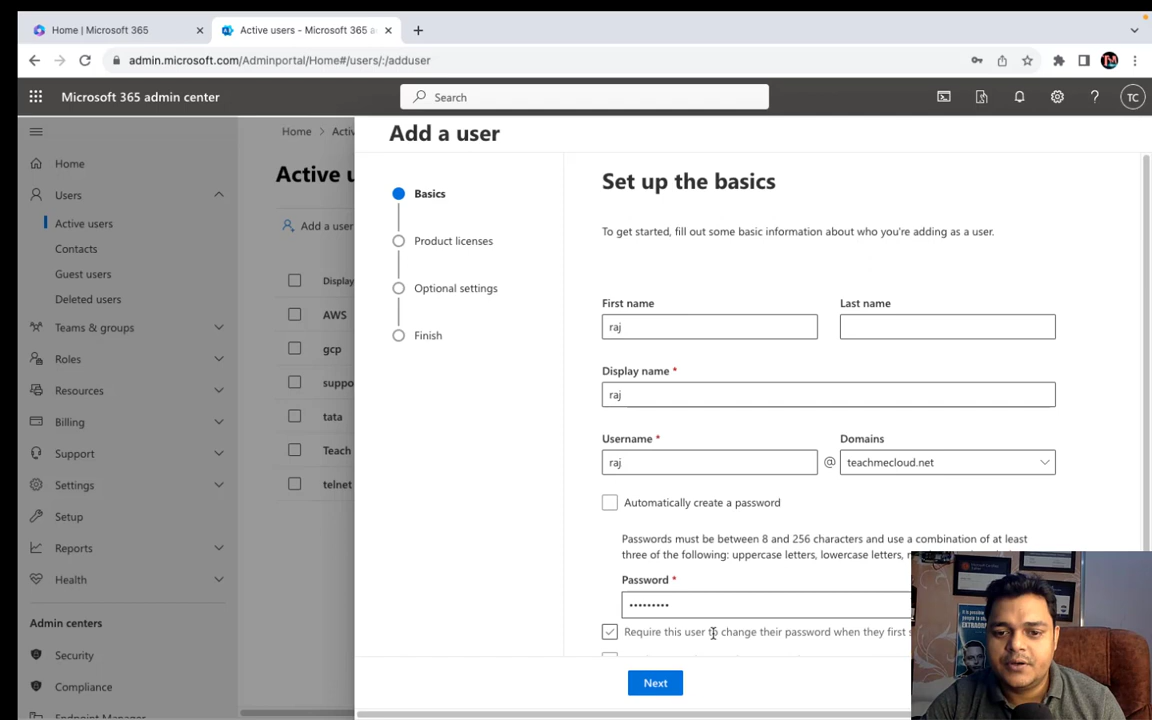 Home | Microsoft 365
Active users - Microsoft 365 a
admin.microsoft.com/Adminportal/Home#/users/:/adduser
Microsoft 365 admin center
Search
TC
Home > Activ
Active u
Add a user
Display
AWS
gcp
suppo
tata
Teach
telnet
Home
Users
Active users
Contacts
Guest users
Deleted users
Teams & groups
Roles
Resources
Billing
Support
Settings
Setup
Reports
Health
Admin centers
Security
Compliance
Endpoint Manager
Add a user
Basics
Product licenses
Optional settings
Finish
Set up the basics
To get started, fill out some basic information about who you're adding as a user.
First name
Last name
raj
Display name *
raj
Username *
Domains
raj
@
teachmecloud.net
Automatically create a password
Passwords must be between 8 and 256 characters and use a combination of at least
three of the following: uppercase letters, lowercase letters,
Password *
•••••••••
Require this user to change their password when they first s
Next